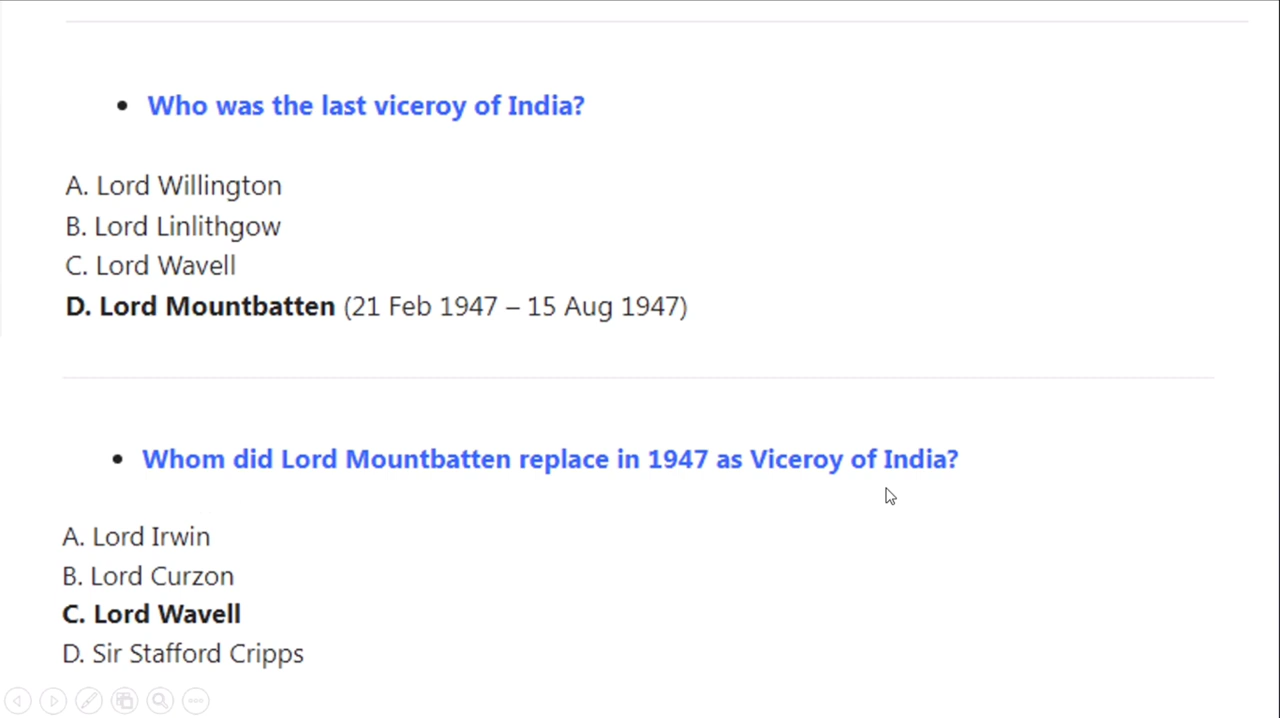 • Who was the last viceroy of India?
A. Lord Willington
B. Lord Linlithgow
C. Lord Wavell
D. Lord Mountbatten (21 Feb 1947 – 15 Aug 1947)
• Whom did Lord Mountbatten replace in 1947 as Viceroy of India?
A. Lord Irwin
B. Lord Curzon
C. Lord Wavell
D. Sir Stafford Cripps